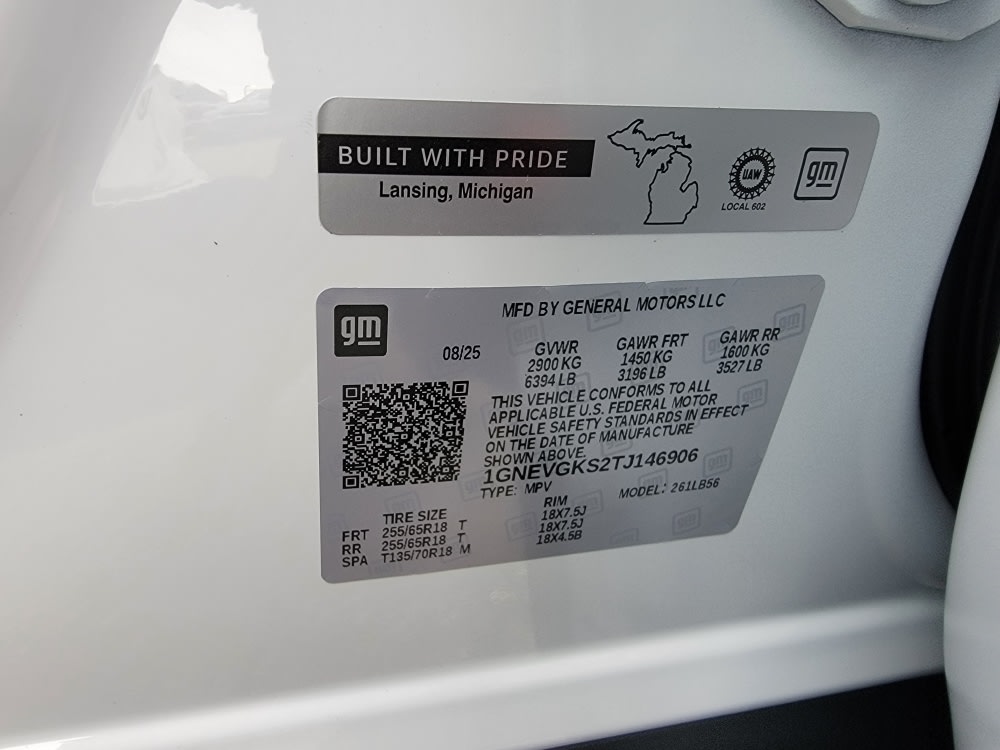 BUILT WITH PRIDE
Lansing, Michigan
UAW
LOCAL 602
gm
gm
MFD BY GENERAL MOTORS LLC
08/25
GVWR GAWR FRT GAWR RR
2900 KG 1450 KG 1600 KG
6394 LB 3196 LB 3527 LB
THIS VEHICLE CONFORMS TO ALL
APPLICABLE U.S. FEDERAL MOTOR
VEHICLE SAFETY STANDARDS IN EFFECT
ON THE DATE OF MANUFACTURE
SHOWN ABOVE.
1GNEVGKS2TJ146906
TYPE: MPV MODEL: 261LB56
TIRE SIZE RIM
FRT 255/65R18 T 18X7.5J
RR 255/65R18 T 18X7.5J
SPA T135/70R18 M 18X4.5B